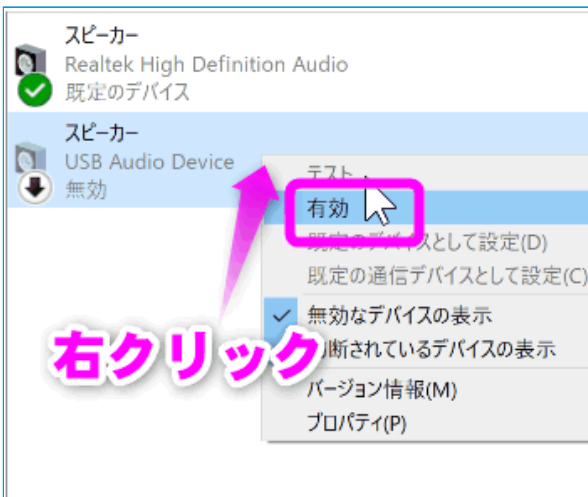 スピーカー
Realtek High Definition Audio
既定のデバイス
スピーカー
USB Audio Device
無効
テスト
有効
既定のデバイスとして設定(D)
既定の通信デバイスとして設定(C)
無効なデバイスの表示
切断されているデバイスの表示
バージョン情報(M)
プロパティ(P)
右クリック